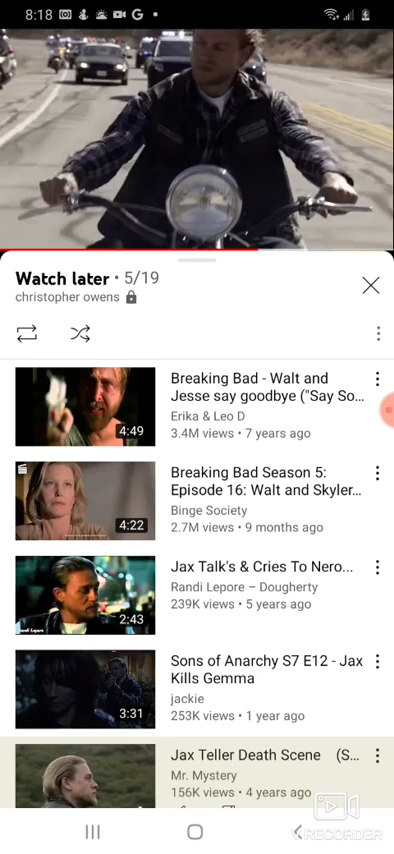 8:18
Watch later • 5/19
christopher owens
Breaking Bad - Walt and
Jesse say goodbye ("Say So...
Erika & Leo D
3.4M views • 7 years ago
4:49
Breaking Bad Season 5:
Episode 16: Walt and Skyler...
Binge Society
2.7M views • 9 months ago
4:22
Jax Talk's & Cries To Nero...
Randi Lepore – Dougherty
239K views • 5 years ago
2:43
Sons of Anarchy S7 E12 - Jax
Kills Gemma
jackie
253K views • 1 year ago
3:31
Jax Teller Death Scene (S...
Mr. Mystery
156K views • 4 years ago
V RECORDER